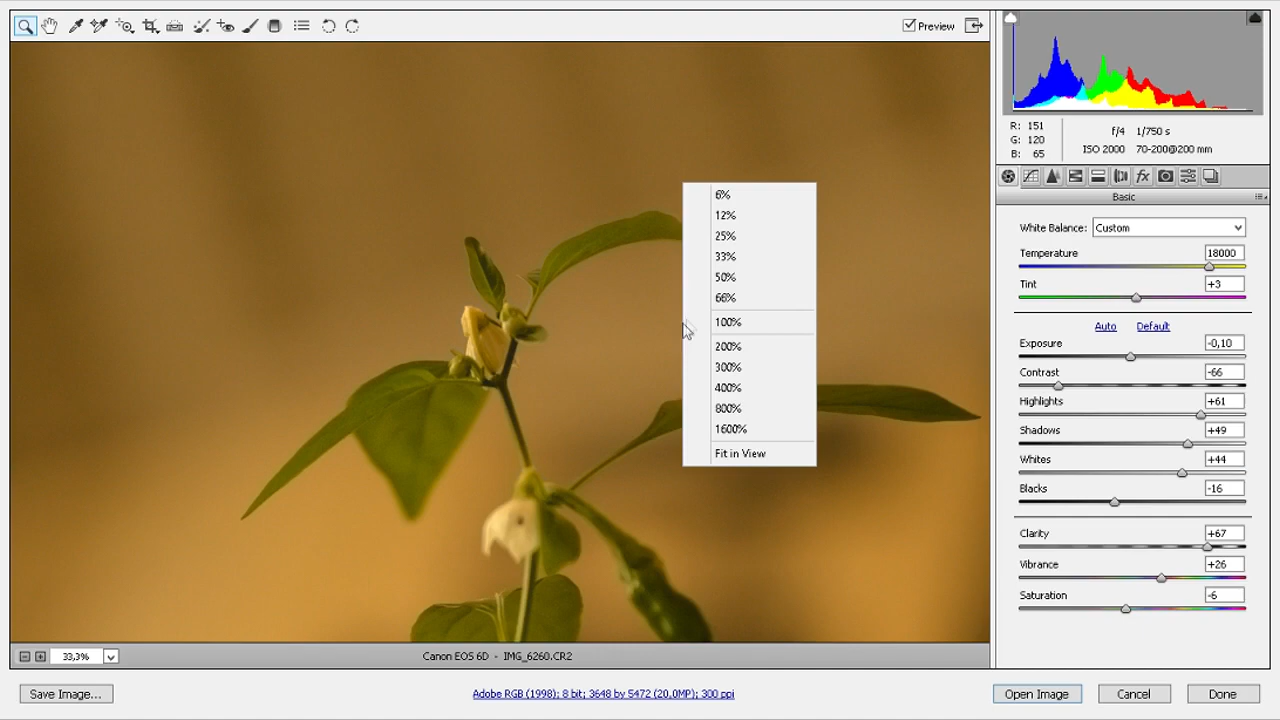 Preview
R: 151
G: 120
B: 65
f/4 1/750 s
ISO 2000 70-200@200 mm
fx
Basic
White Balance: Custom
Temperature 18000
Tint +3
Auto Default
Exposure -0,10
Contrast -66
Highlights +61
Shadows +49
Whites +44
Blacks -16
Clarity +67
Vibrance +26
Saturation -6
6%
12%
25%
33%
50%
66%
100%
200%
300%
400%
800%
1600%
Fit in View
33,3%
Canon EOS 6D - IMG_6260.CR2
Save Image...
Adobe RGB (1998); 8 bit; 3648 by 5472 (20,0MP); 300 ppi
Open Image
Cancel
Done